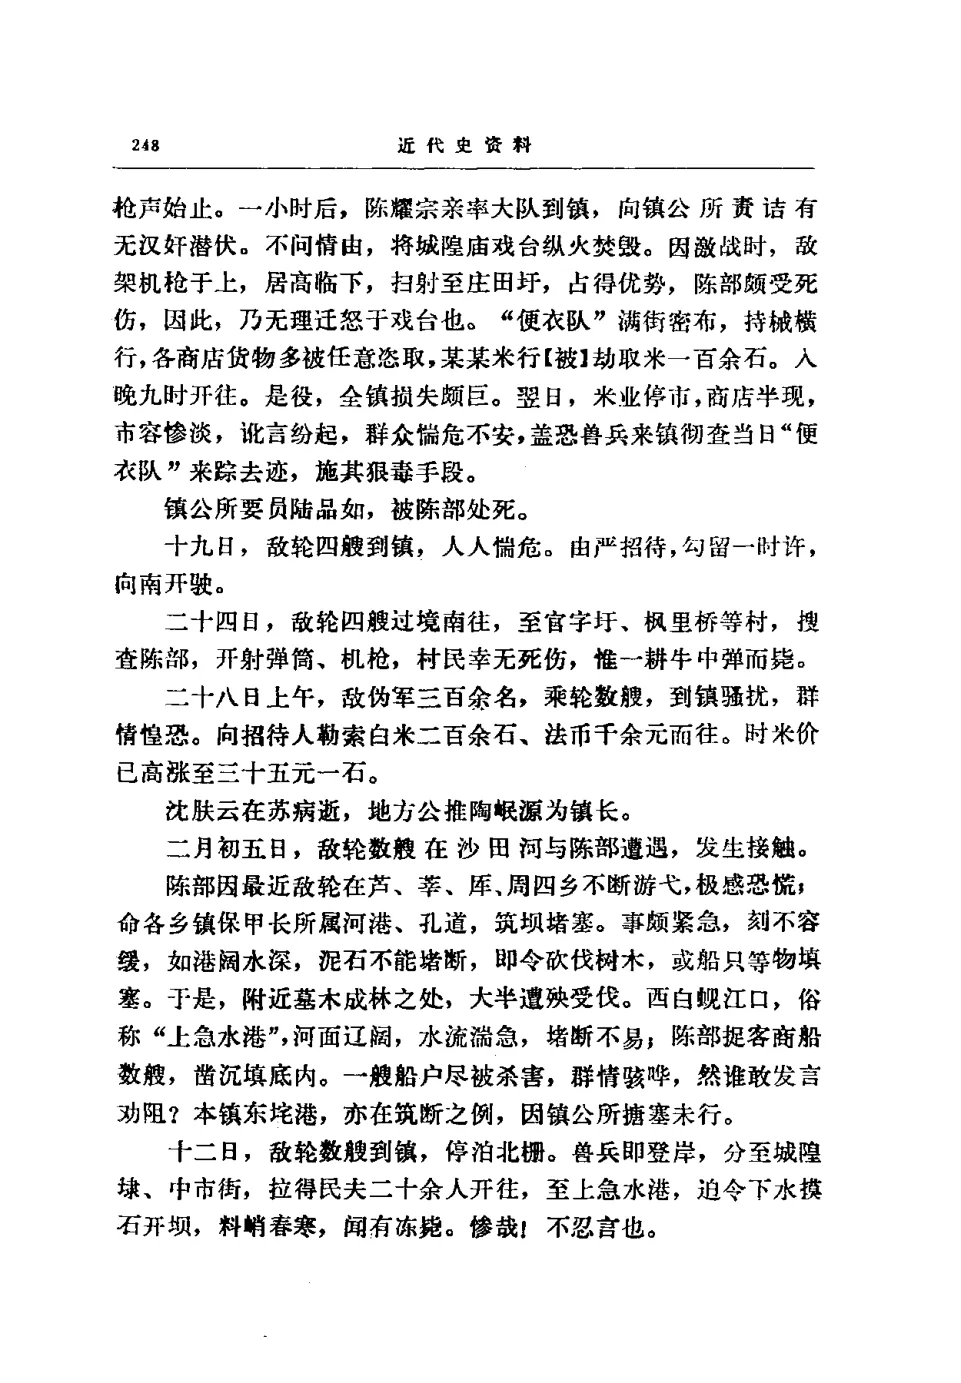 248 近代史资料
枪声始止。一小时后，陈耀宗亲率大队到镇，向镇公所责诘有
无汉奸潜伏。不问情由，将城隍庙戏台纵火焚毁。因激战时，敌
架机枪于上，居高临下，扫射至庄田圩，占得优势，陈部颇受死
伤，因此，乃无理迁怒于戏台也。“便衣队”满街密布，持械横
行，各商店货物多被任意恣取，某某米行【被】劫取米一百余石。入
晚九时开往。是役，全镇损失颇巨。翌日，米业停市，商店半现，
市容惨淡，讹言纷起，群众惴危不安，盖恐兽兵来镇彻查当日“便
衣队”来踪去迹，施其狠毒手段。
镇公所要员陆品如，被陈部处死。
十九日，敌轮四艘到镇，人人惴危。由严招待，勾留一时许，
向南开驶。
二十四日，敌轮四艘过境南往，至官字圩、枫里桥等村，搜
查陈部，开射弹筒、机枪，村民幸无死伤，惟一耕牛中弹而毙。
二十八日上午，敌伪军三百余名，乘轮数艘，到镇骚扰，群
情惶恐。向招待人勒索白米二百余石、法币千余元而往。时米价
已高涨至三十五元一石。
沈肤云在苏病逝，地方公推陶岷源为镇长。
二月初五日，敌轮数艘在沙田河与陈部遭遇，发生接触。
陈部因最近敌轮在芦、莘、厍、周四乡不断游弋，极感恐慌；
命各乡镇保甲长所属河港、孔道，筑坝堵塞。事颇紧急，刻不容
缓，如港阔水深，泥石不能堵断，即令砍伐树木，或船只等物填
塞。于是，附近墓木成林之处，大半遭殃受伐。西白蚬江口，俗
称“上急水港”，河面辽阔，水流湍急，堵断不易；陈部捉客商船
数艘，凿沉填底内。一艘船户尽被杀害，群情骇哗，然谁敢发言
劝阻？本镇东垞港，亦在筑断之例，因镇公所搪塞未行。
十二日，敌轮数艘到镇，停泊北栅。兽兵即登岸，分至城隍
埭、中市街，拉得民夫二十余人开往，至上急水港，迫令下水摸
石开坝，料峭春寒，闻有冻毙。惨哉！不忍言也。